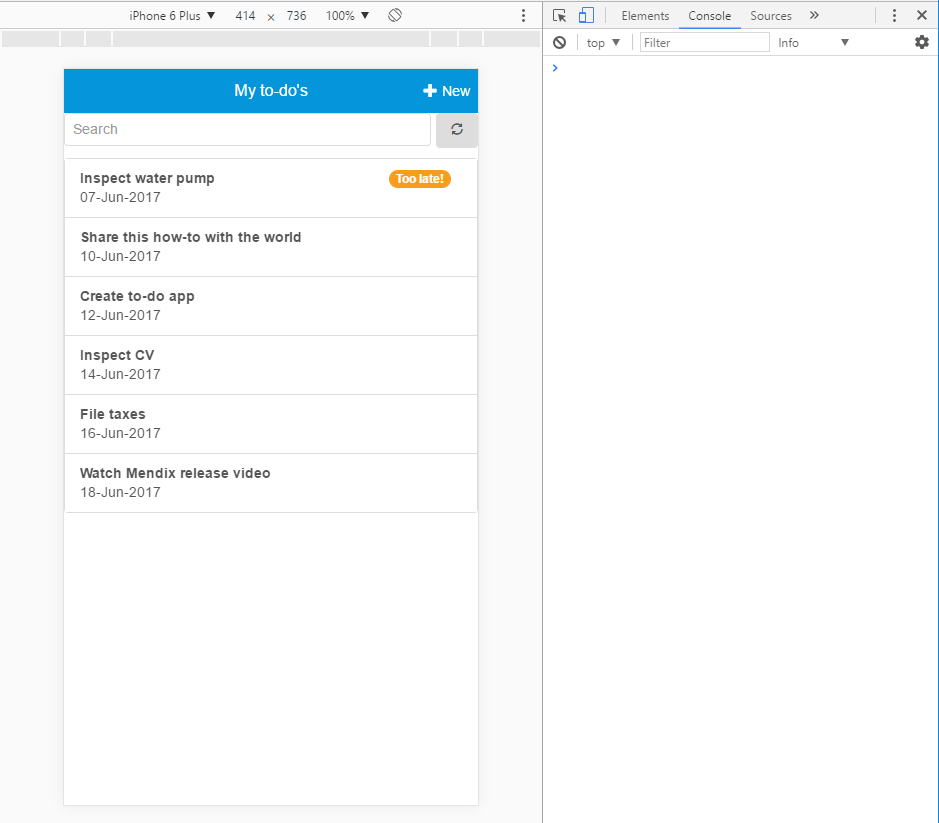 iPhone 6 Plus ▼ 414 × 736 100% ▼
Elements Console Sources »
top ▼ Filter Info ▼
>
My to-do's
+ New
Search
Inspect water pump
Too late!
07-Jun-2017
Share this how-to with the world
10-Jun-2017
Create to-do app
12-Jun-2017
Inspect CV
14-Jun-2017
File taxes
16-Jun-2017
Watch Mendix release video
18-Jun-2017